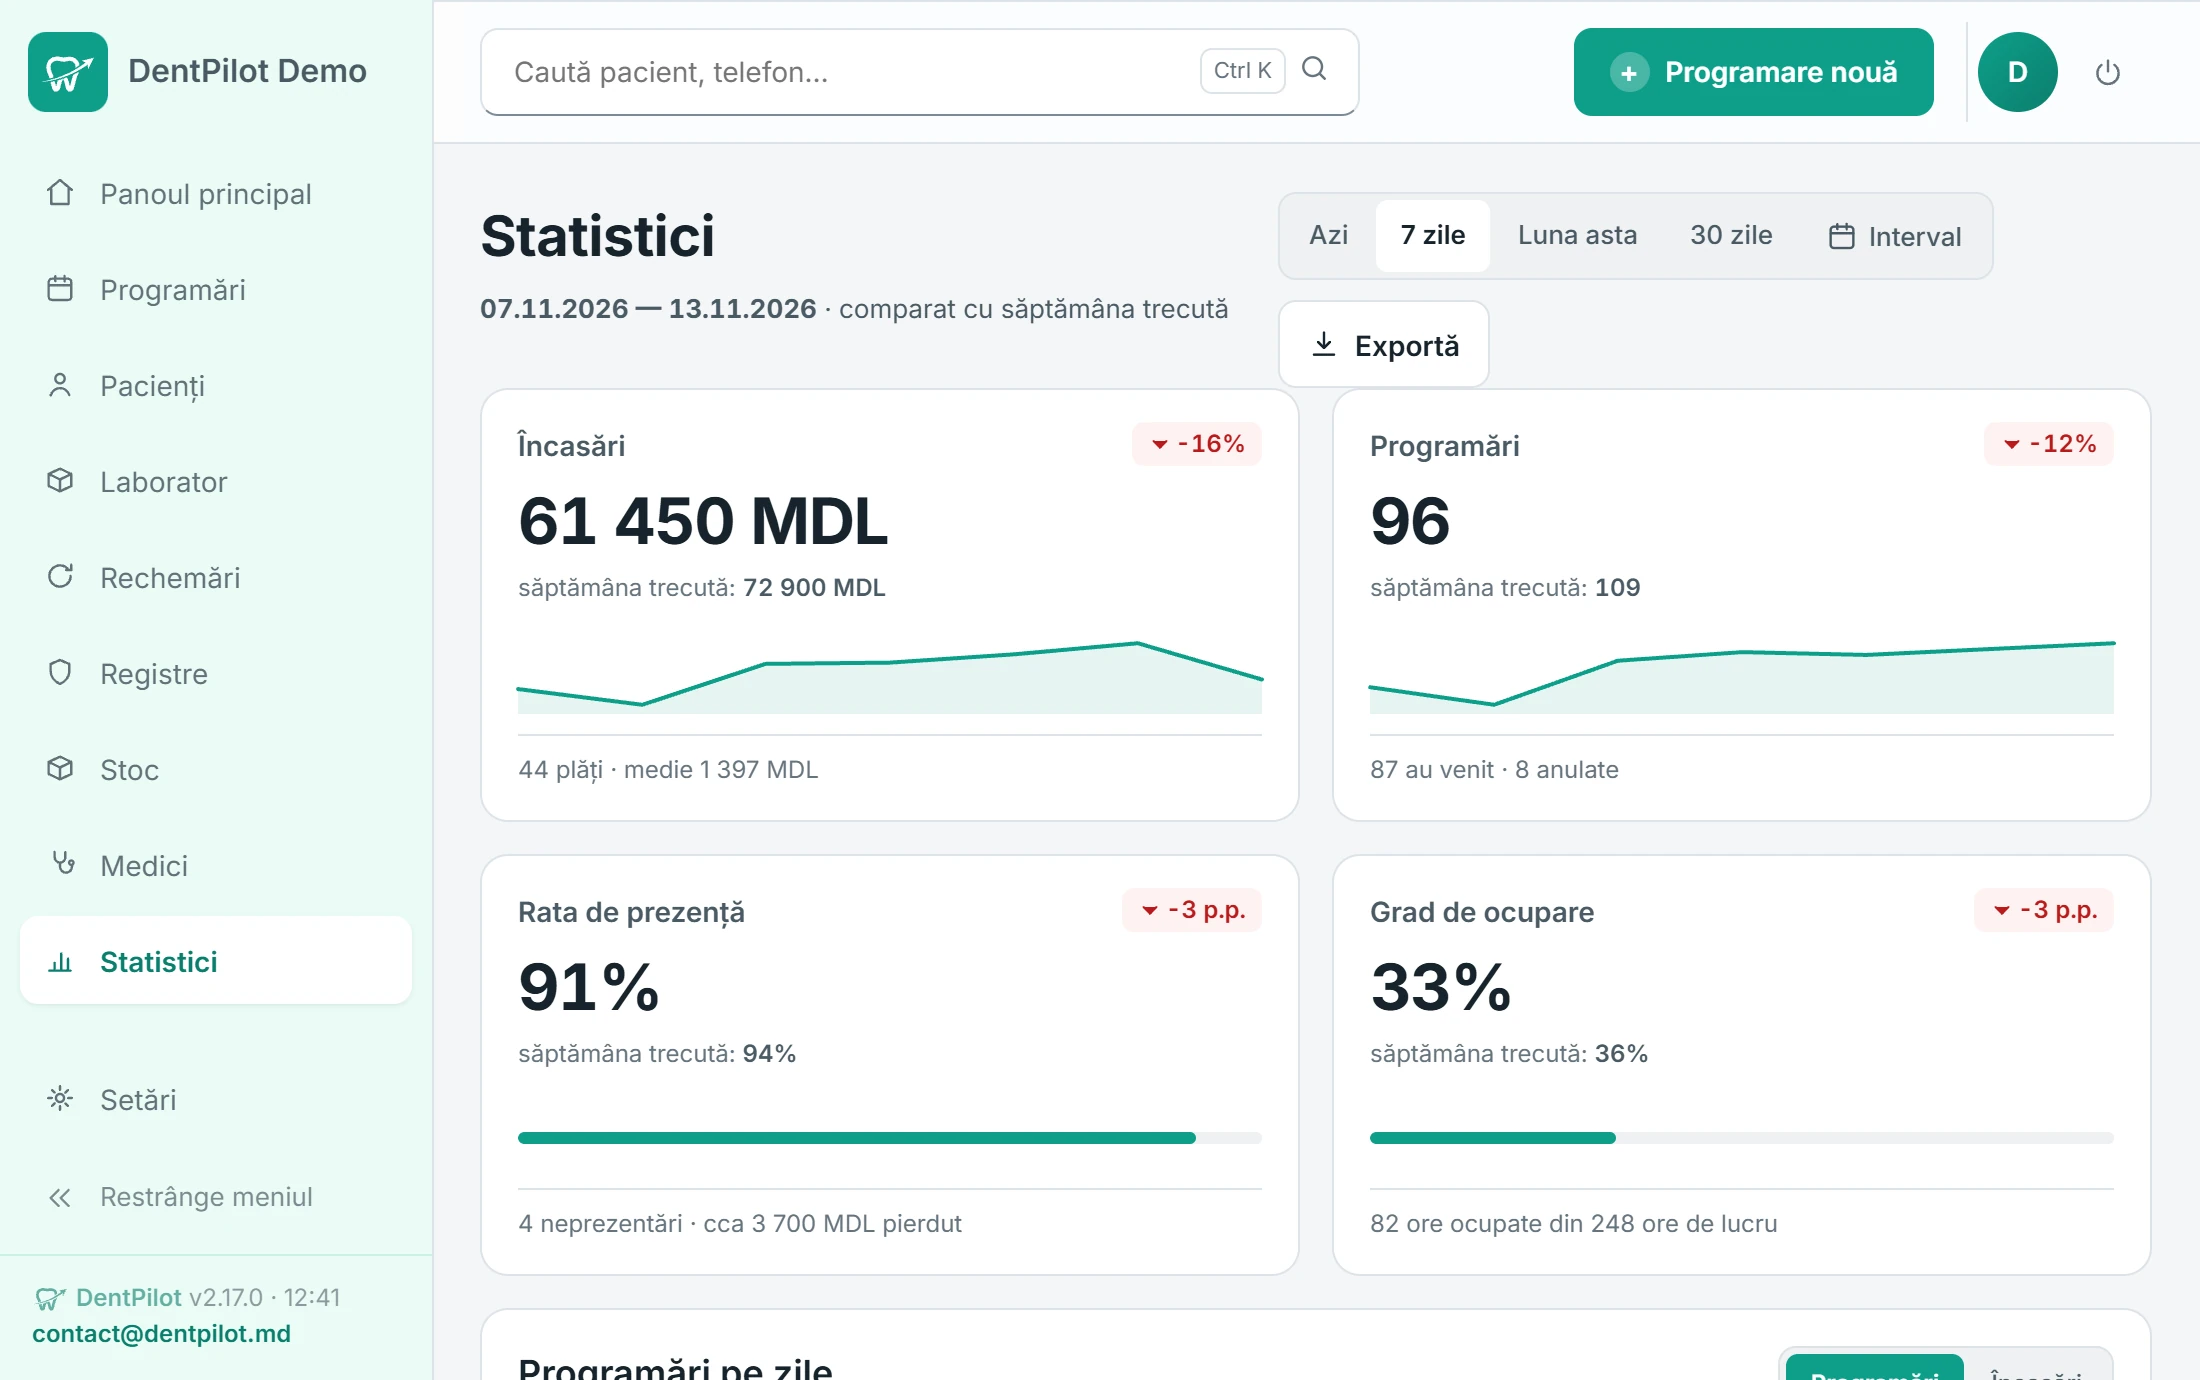 DentPilot Demo
Caută pacient, telefon...
Ctrl K
+ Programare nouă
D
Panoul principal
Programări
Pacienți
Laborator
Rechemări
Registre
Stoc
Medici
Statistici
Setări
Restrânge meniul
DentPilot v2.17.0 · 12:41
contact@dentpilot.md
Statistici
07.11.2026 — 13.11.2026 · comparat cu săptămâna trecută
Azi
7 zile
Luna asta
30 zile
Interval
Exportă
Încasări
-16%
61 450 MDL
săptămâna trecută: 72 900 MDL
44 plăți · medie 1 397 MDL
Programări
-12%
96
săptămâna trecută: 109
87 au venit · 8 anulate
Rata de prezență
-3 p.p.
91%
săptămâna trecută: 94%
4 neprezentări · cca 3 700 MDL pierdut
Grad de ocupare
-3 p.p.
33%
săptămâna trecută: 36%
82 ore ocupate din 248 ore de lucru
Programări pe zile
Programări
Încasări